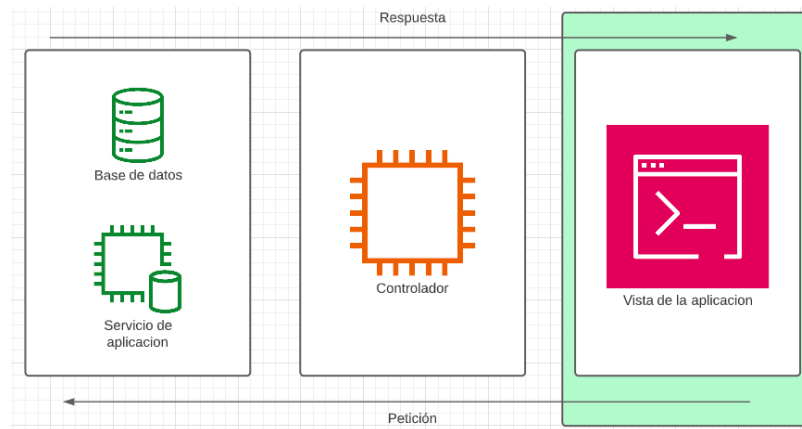 Respuesta
Base de datos
Servicio de
aplicacion
Controlador
Vista de la aplicacion
Petición